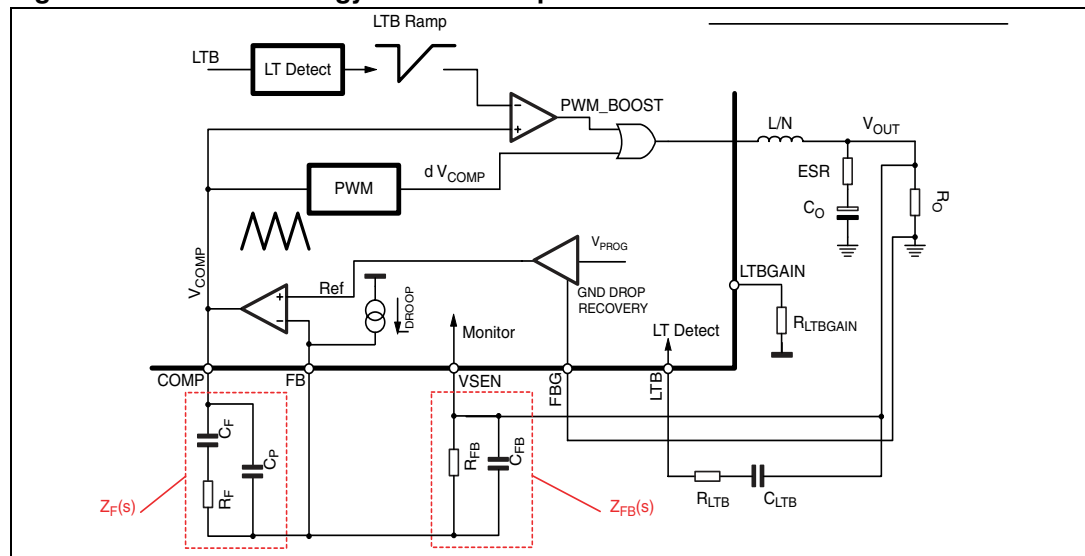 LTB Ramp
LTB
LT Detect
PWM_BOOST
L/N
VOUT
ESR
CO
RO
d VCOMP
PWM
VCOMP
VPROG
Ref
GND DROP
RECOVERY
IDROOP
LTBGAIN
RLTBGAIN
Monitor
LT Detect
COMP
FB
VSEN
FBG
LTB
CF
CP
RF
RFB
CFB
ZF(s)
ZFB(s)
RLTB
CLTB